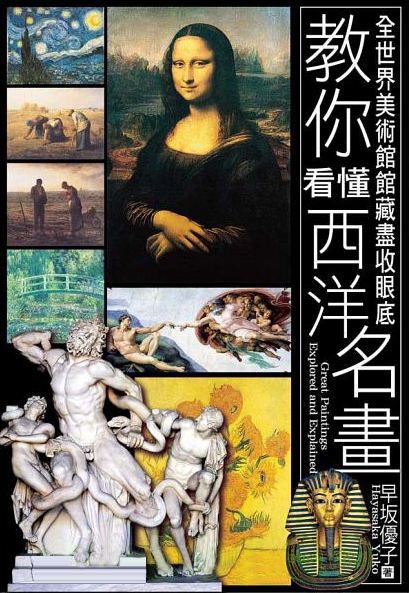 全世界美術館館藏盡收眼底
教你看懂西洋名畫
Great Paintings
Explored and Explained
早坂優子 著
Hayasaka Yuko